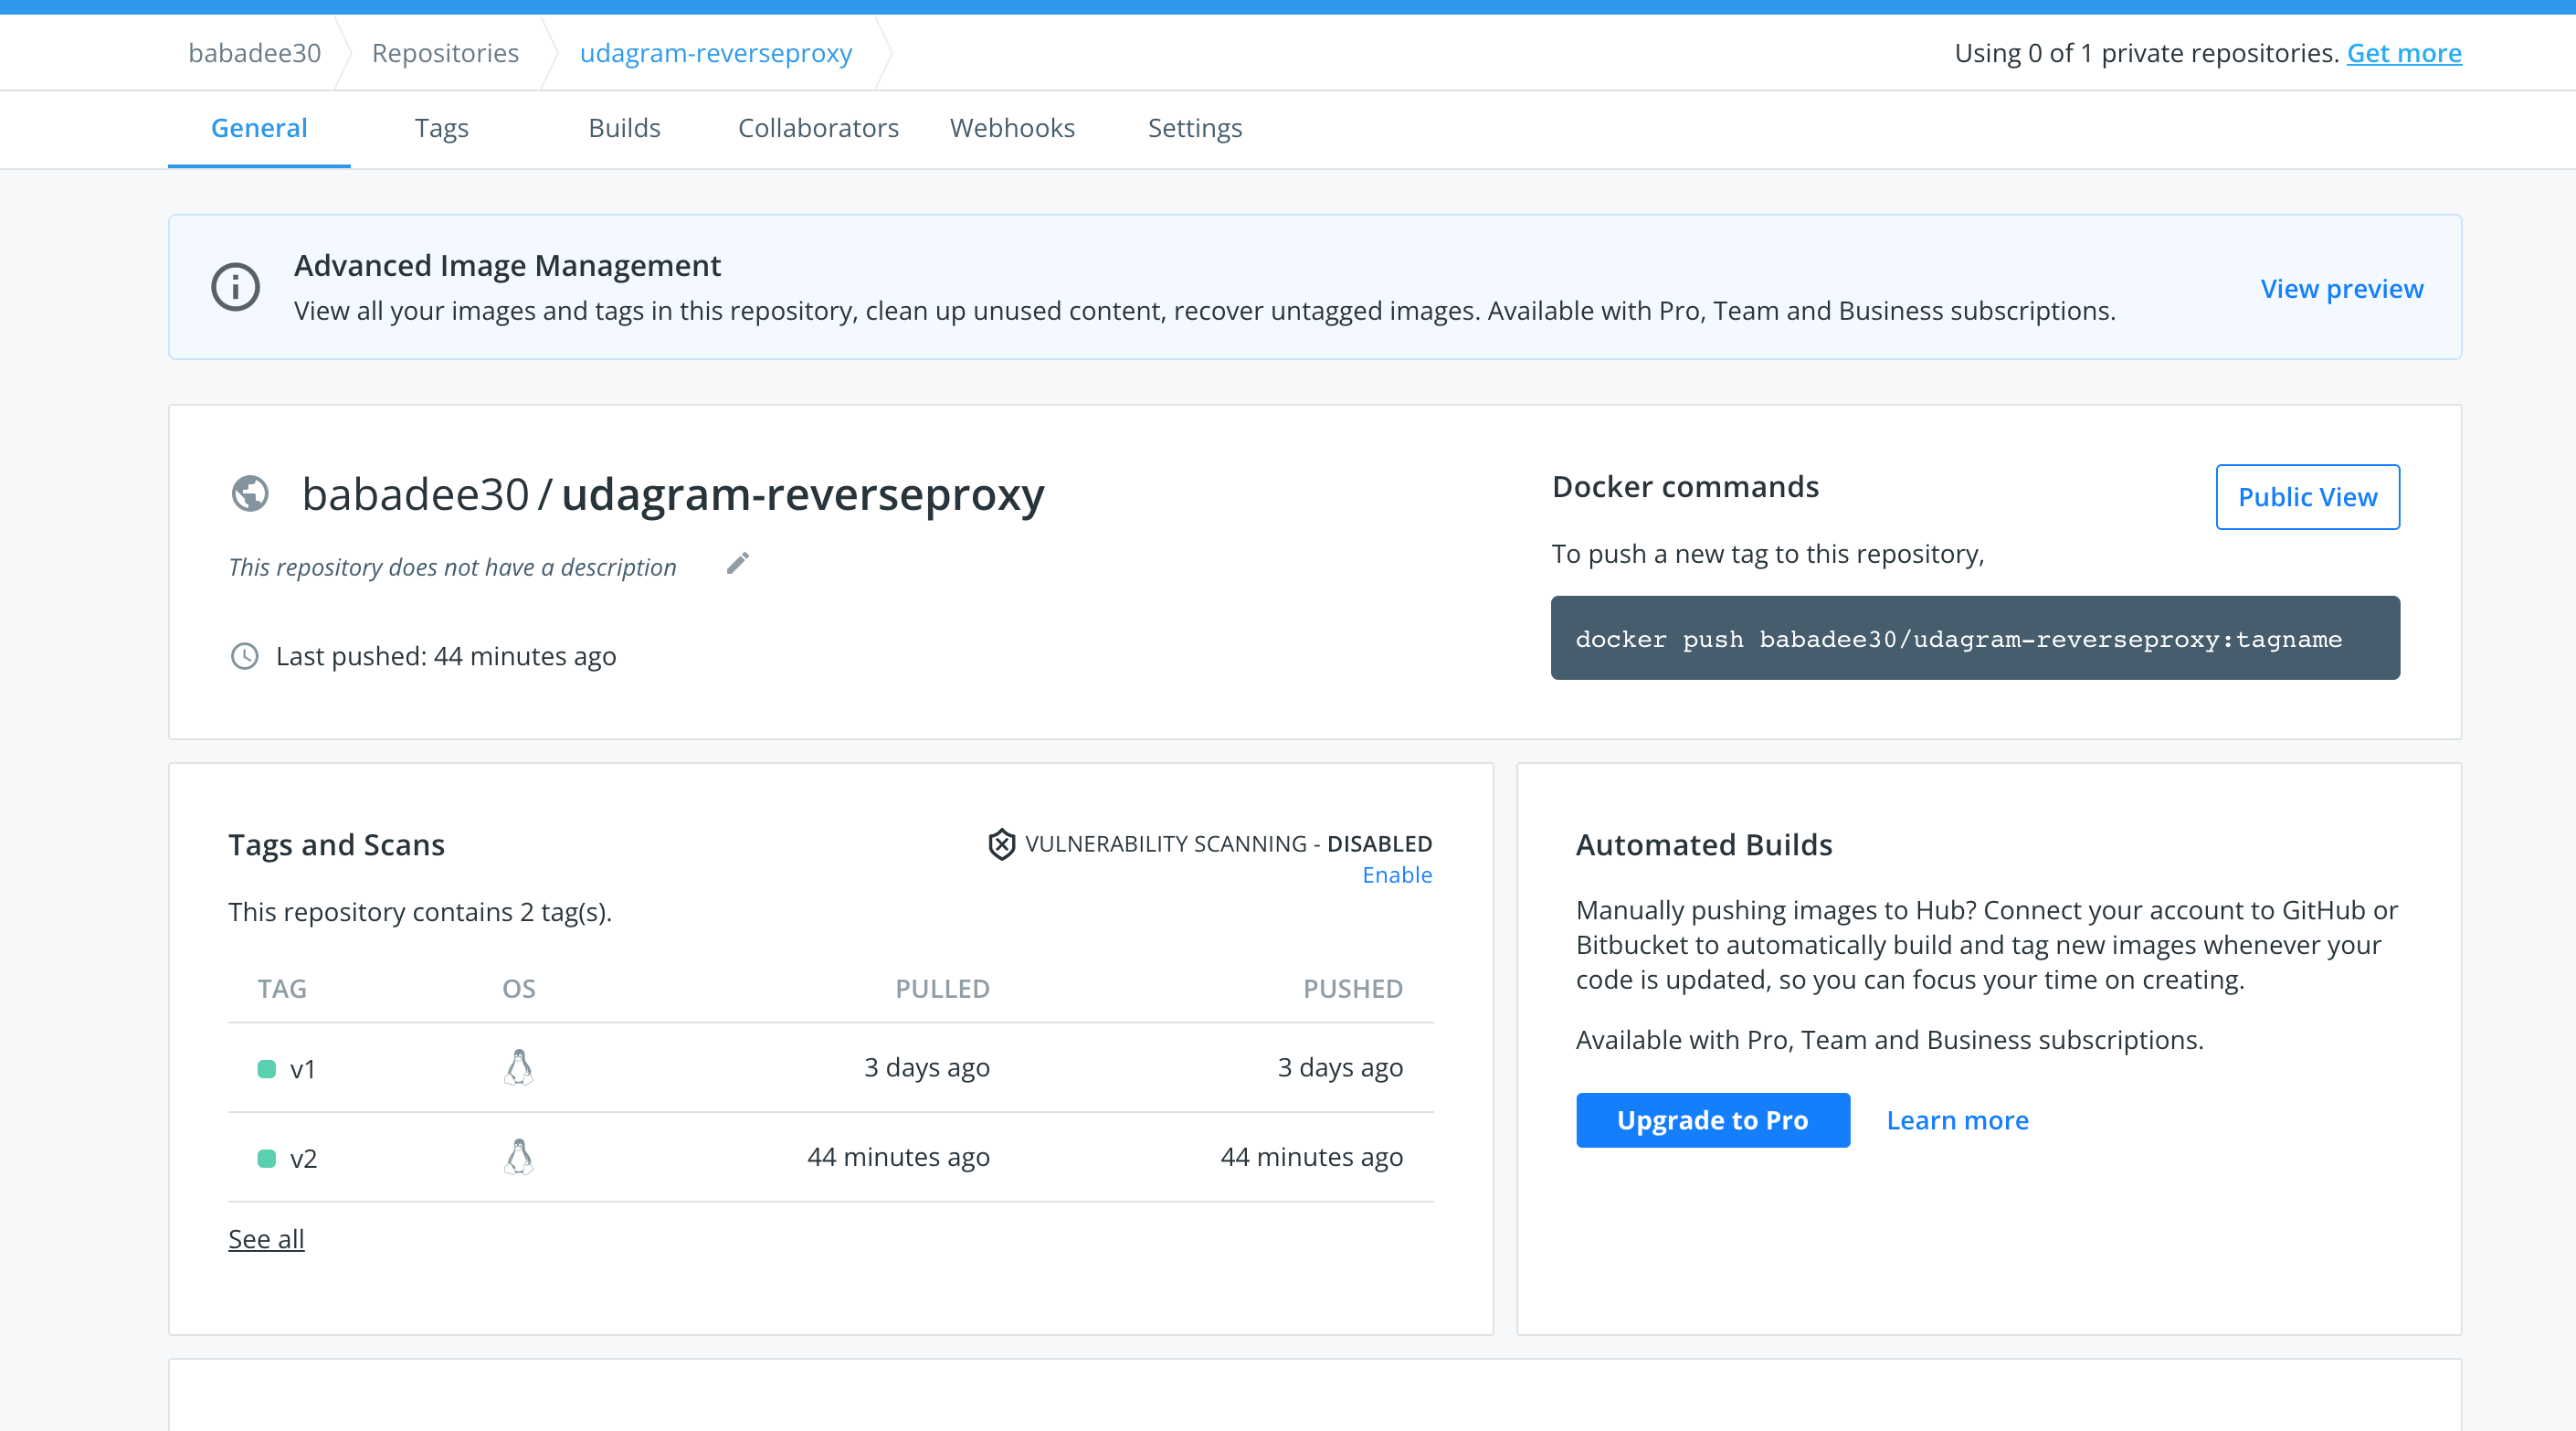 babadee30 Repositories udagram-reverseproxy Using 0 of 1 private repositories. Get more
General Tags Builds Collaborators Webhooks Settings
Advanced Image Management
View all your images and tags in this repository, clean up unused content, recover untagged images. Available with Pro, Team and Business subscriptions.
View preview
babadee30 / udagram-reverseproxy
This repository does not have a description
Last pushed: 44 minutes ago
Docker commands
Public View
To push a new tag to this repository,
docker push babadee30/udagram-reverseproxy:tagname
Tags and Scans
VULNERABILITY SCANNING - DISABLED
Enable
This repository contains 2 tag(s).
TAG OS PULLED PUSHED
v1 3 days ago 3 days ago
v2 44 minutes ago 44 minutes ago
See all
Automated Builds
Manually pushing images to Hub? Connect your account to GitHub or
Bitbucket to automatically build and tag new images whenever your
code is updated, so you can focus your time on creating.
Available with Pro, Team and Business subscriptions.
Upgrade to Pro Learn more